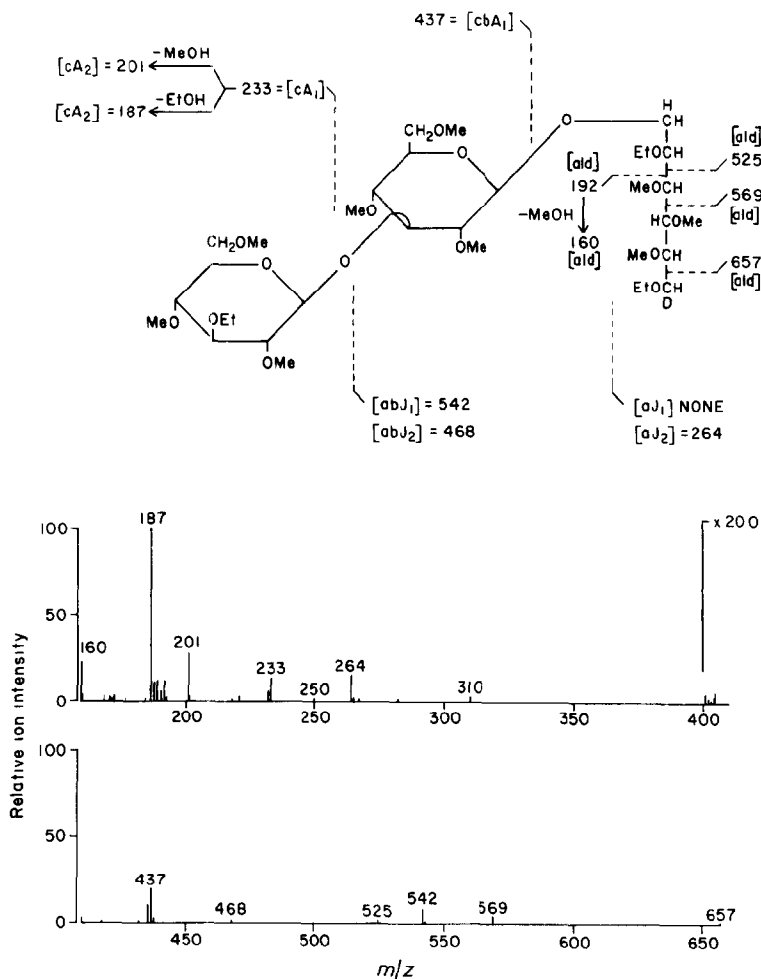 437 = [cbA1]
-MeOH
[cA2] = 201
-EtOH
[cA2] = 187
233 = [cA1]
H
CH
O
EtOCH
[ald]
525
CH2OMe
O
[ald]
192
MeOCH
569
[ald]
-MeOH
HCOMe
MeO
OMe
160
[ald]
MeOCH
657
[ald]
EtOCH
D
CH2OMe
O
O
MeO
OEt
OMe
[abJ1] = 542
[abJ2] = 468
[aJ1] NONE
[aJ2] = 264
Relative ion intensity
100
50
0
187
x 200
160
201
233
264
250
310
200
250
300
350
400
100
50
0
437
468
525
542
569
657
450
500
550
600
650
m/z